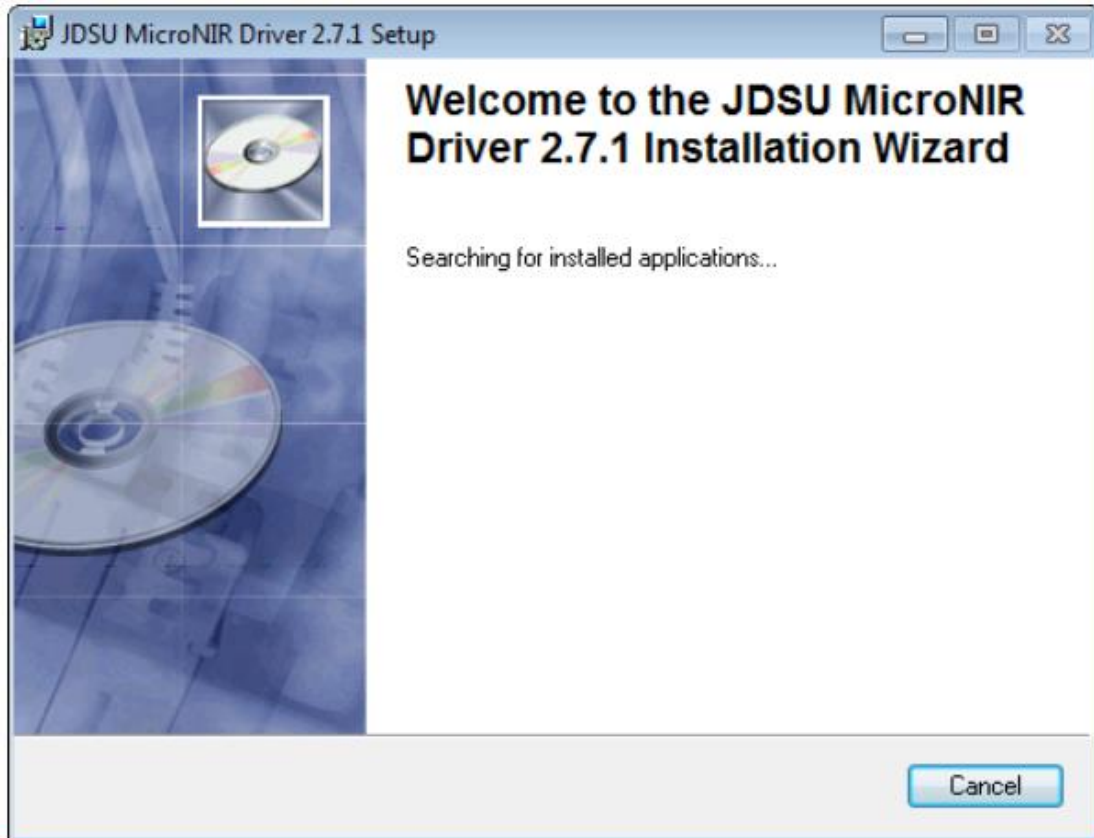 JDSU MicroNIR Driver 2.7.1 Setup
Welcome to the JDSU MicroNIR
Driver 2.7.1 Installation Wizard
Searching for installed applications...
Cancel